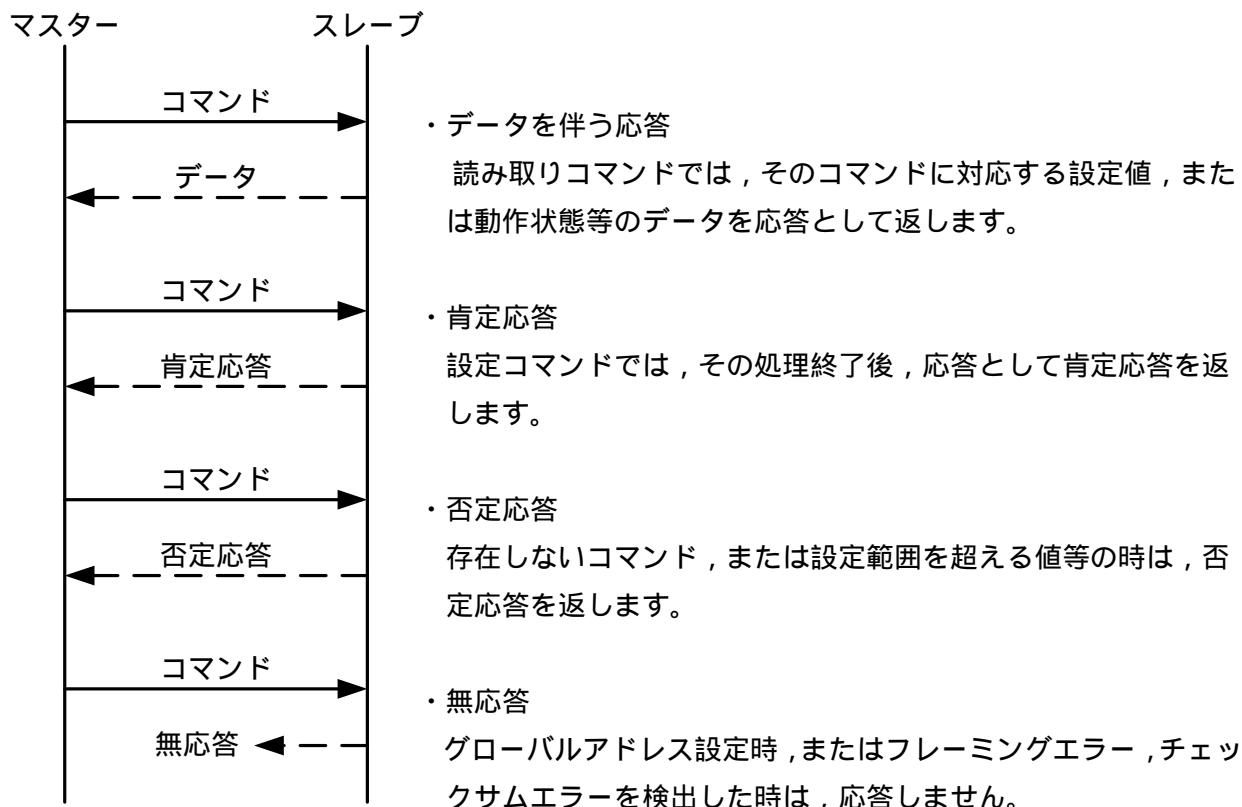 マスター スレーブ
コマンド
・データを伴う応答
データ
読み取りコマンドでは，そのコマンドに対応する設定値，また
は動作状態等のデータを応答として返します。
コマンド
・肯定応答
肯定応答
設定コマンドでは，その処理終了後，応答として肯定応答を返
します。
コマンド
・否定応答
否定応答
存在しないコマンド，または設定範囲を超える値等の時は，否
定応答を返します。
コマンド
・無応答
無応答
グローバルアドレス設定時，またはフレーミングエラー，チェッ
クサムエラーを検出した時は，応答しません。